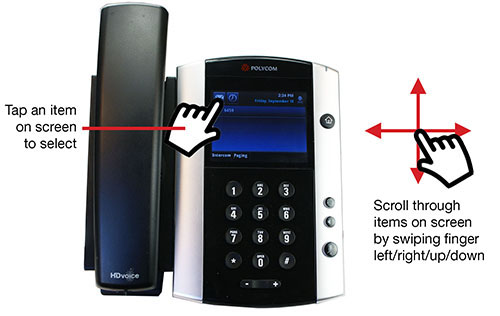 POLYCOM
2:34 PM
Friday, September 18
Tap an item
on screen
to select
Intercom Paging
1 2 ABC 3 DEF
4 GHI 5 JKL 6 MNO
7 PQRS 8 TUV 9 WXYZ
* 0 OPER #
- +
HDvoice
Scroll through
items on screen
by swiping finger
left/right/up/down